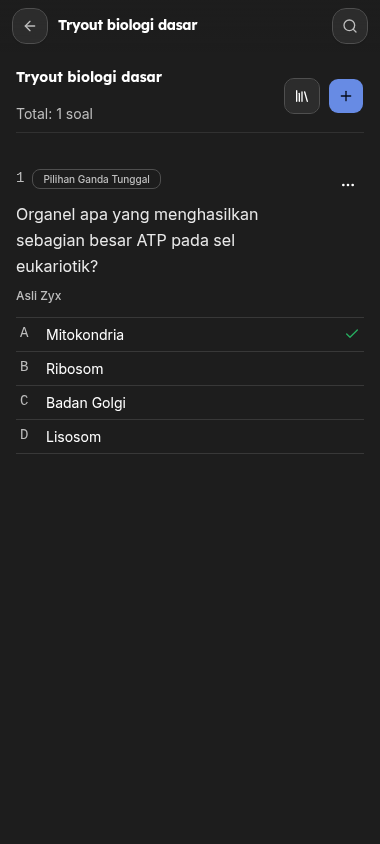 Tryout biologi dasar
Tryout biologi dasar
Total: 1 soal
1 Pilihan Ganda Tunggal
Organel apa yang menghasilkan
sebagian besar ATP pada sel
eukariotik?
Asli Zyx
A Mitokondria
B Ribosom
C Badan Golgi
D Lisosom